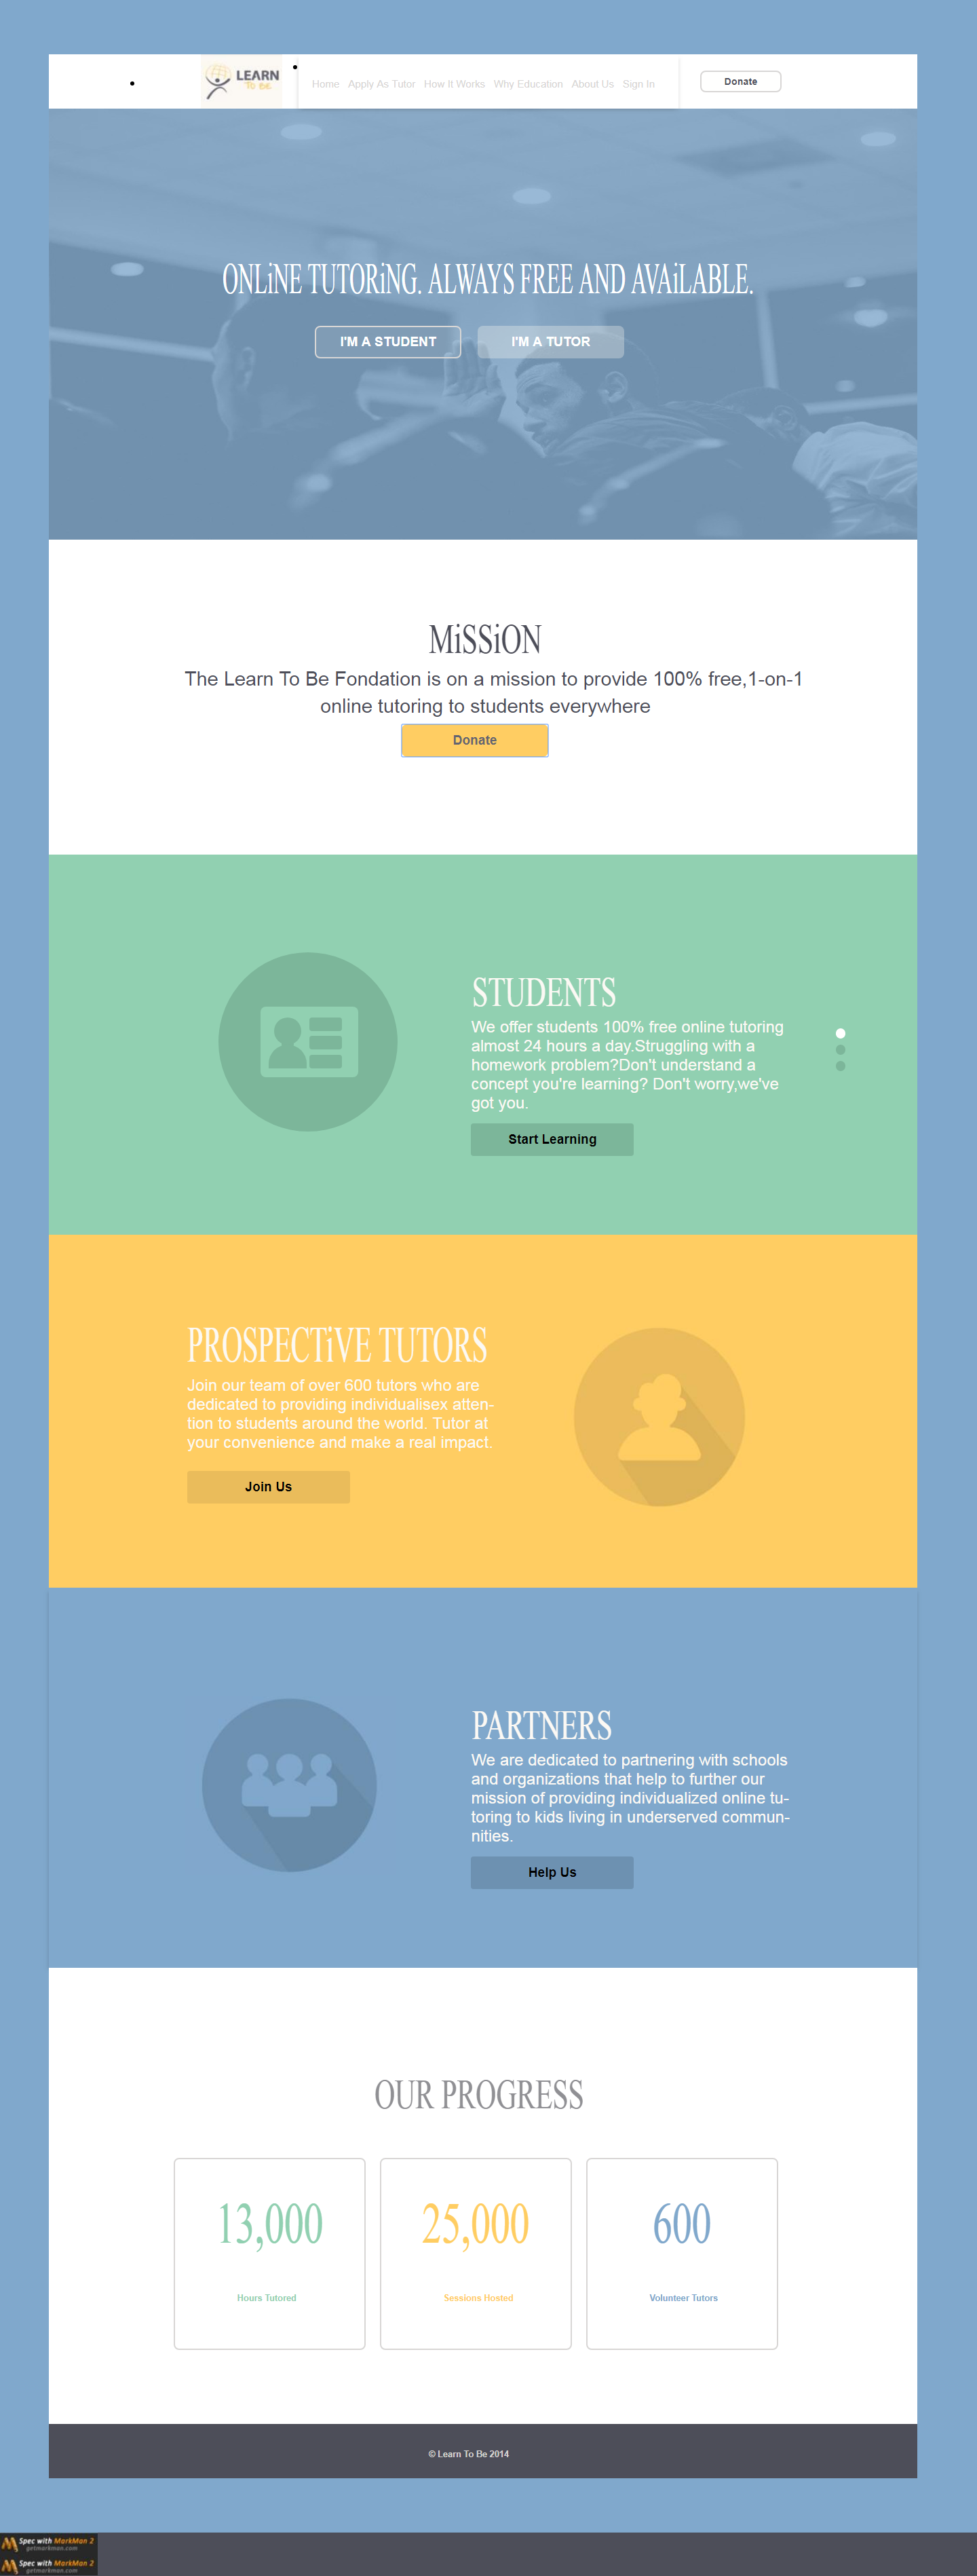 LEARN
To Be
Home Apply As Tutor How It Works Why Education About Us Sign In
Donate
ONLiNE TUTORiNG. ALWAYS FREE AND AVAiLABLE.
I'M A STUDENT
I'M A TUTOR
MiSSiON
The Learn To Be Fondation is on a mission to provide 100% free,1-on-1
online tutoring to students everywhere
Donate
STUDENTS
We offer students 100% free online tutoring
almost 24 hours a day.Struggling with a
homework problem?Don't understand a
concept you're learning? Don't worry,we've
got you.
Start Learning
PROSPECTiVE TUTORS
Join our team of over 600 tutors who are
dedicated to providing individualisex atten-
tion to students around the world. Tutor at
your convenience and make a real impact.
Join Us
PARTNERS
We are dedicated to partnering with schools
and organizations that help to further our
mission of providing individualized online tu-
toring to kids living in underserved commun-
nities.
Help Us
OUR PROGRESS
13,000
Hours Tutored
25,000
Sessions Hosted
600
Volunteer Tutors
© Learn To Be 2014
Spec with MarkMan 2
getmarkman.com
Spec with MarkMan 2
getmarkman.com